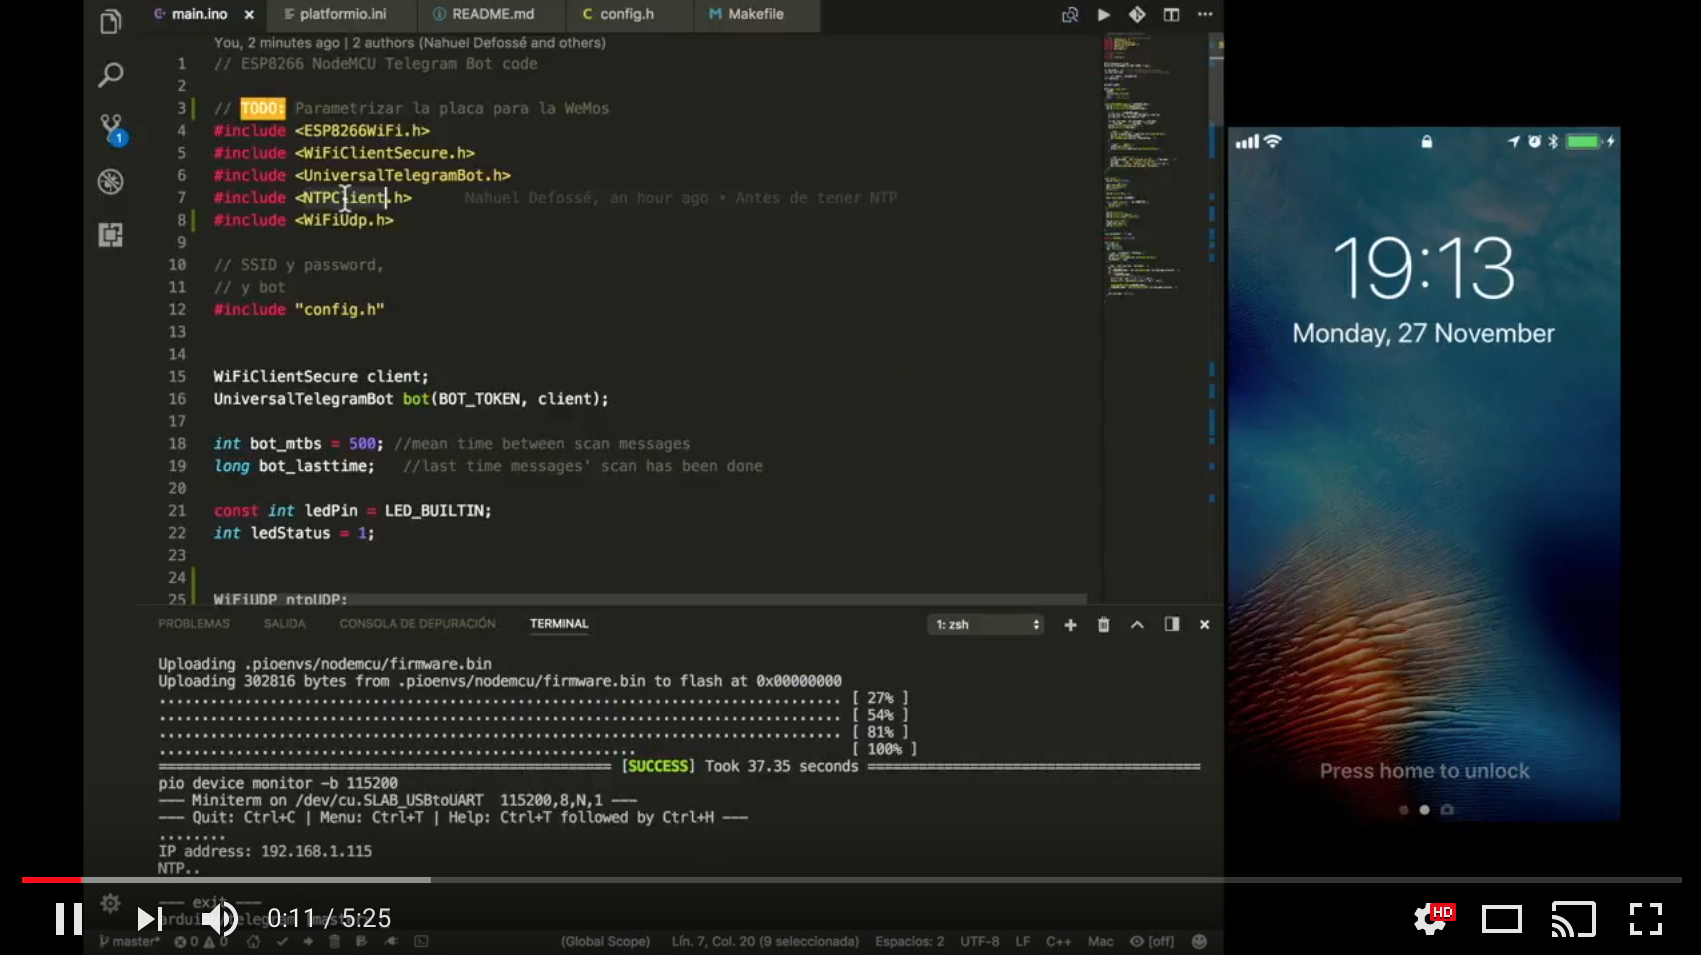 main.ino platformio.ini README.md config.h Makefile
You, 2 minutes ago | 2 authors (Nahuel Defossé and others)
1 // ESP8266 NodeMCU Telegram Bot code
2
3 // TODO: Parametrizar la placa para la WeMos
4 #include <ESP8266WiFi.h>
5 #include <WiFiClientSecure.h>
6 #include <UniversalTelegramBot.h>
7 #include <NTPClient.h> Nahuel Defossé, an hour ago • Antes de tener NTP
8 #include <WiFiUdp.h>
9
10 // SSID y password,
11 // y bot
12 #include "config.h"
13
14
15 WiFiClientSecure client;
16 UniversalTelegramBot bot(BOT_TOKEN, client);
17
18 int bot_mtbs = 500; //mean time between scan messages
19 long bot_lasttime; //last time messages' scan has been done
20
21 const int ledPin = LED_BUILTIN;
22 int ledStatus = 1;
23
24
25 WiFiUDP ntpUDP;
PROBLEMAS SALIDA CONSOLA DE DEPURACIÓN TERMINAL 1: zsh
Uploading .pioenvs/nodemcu/firmware.bin
Uploading 302816 bytes from .pioenvs/nodemcu/firmware.bin to flash at 0x00000000
................................................................................ [ 27% ]
................................................................................ [ 54% ]
................................................................................ [ 81% ]
........................................................ [ 100% ]
================================================== [SUCCESS] Took 37.35 seconds =====================================
pio device monitor -b 115200
--- Miniterm on /dev/cu.SLAB_USBtoUART 115200,8,N,1 ---
--- Quit: Ctrl+C | Menu: Ctrl+T | Help: Ctrl+T followed by Ctrl+H ---
........
IP address: 192.168.1.115
NTP..
--- exit ---
arduino/telegram master*
master* 0 0 (Global Scope) Lín. 7, Col. 20 (9 seleccionada) Espacios: 2 UTF-8 LF C++ Mac [off]
1
19:13
Monday, 27 November
Press home to unlock
0:11 / 5:25
HD